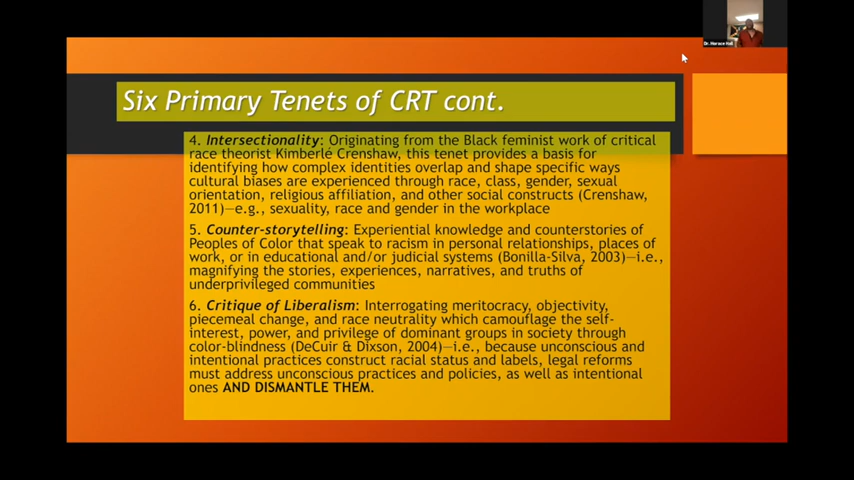 Dr. Horace Hall
Six Primary Tenets of CRT cont.
4. Intersectionality: Originating from the Black feminist work of critical
race theorist Kimberlé Crenshaw, this tenet provides a basis for
identifying how complex identities overlap and shape specific ways
cultural biases are experienced through race, class, gender, sexual
orientation, religious affiliation, and other social constructs (Crenshaw,
2011)—e.g., sexuality, race and gender in the workplace
5. Counter-storytelling: Experiential knowledge and counterstories of
Peoples of Color that speak to racism in personal relationships, places of
work, or in educational and/or judicial systems (Bonilla-Silva, 2003)—i.e.,
magnifying the stories, experiences, narratives, and truths of
underprivileged communities
6. Critique of Liberalism: Interrogating meritocracy, objectivity,
piecemeal change, and race neutrality which camouflage the self-
interest, power, and privilege of dominant groups in society through
color-blindness (DeCuir & Dixson, 2004)—i.e., because unconscious and
intentional practices construct racial status and labels, legal reforms
must address unconscious practices and policies, as well as intentional
ones AND DISMANTLE THEM.